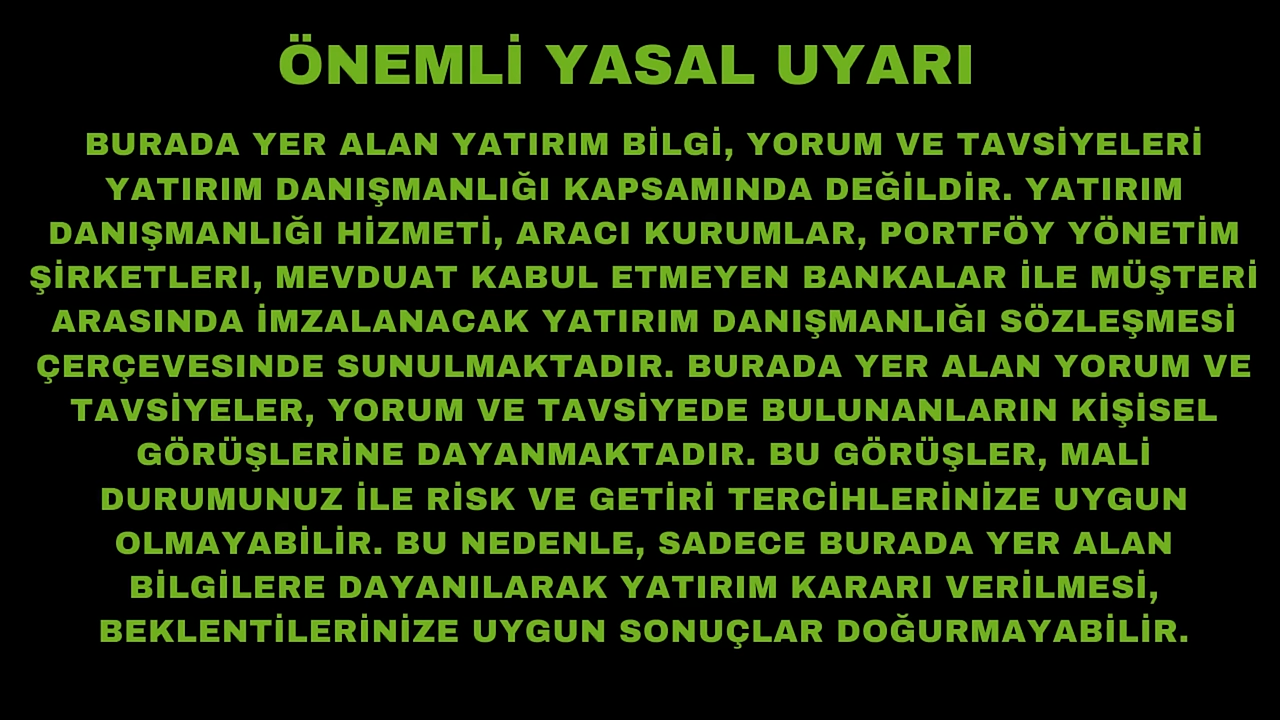 ÖNEMLİ YASAL UYARI
BURADA YER ALAN YATIRIM BİLGİ, YORUM VE TAVSİYELERİ
YATIRIM DANIŞMANLIĞI KAPSAMINDA DEĞİLDİR. YATIRIM
DANIŞMANLIĞI HİZMETİ, ARACI KURUMLAR, PORTFÖY YÖNETİM
ŞİRKETLERI, MEVDUAT KABUL ETMEYEN BANKALAR İLE MÜŞTERİ
ARASINDA İMZALANACAK YATIRIM DANIŞMANLIĞI SÖZLEŞMESİ
ÇERÇEVESINDE SUNULMAKTADIR. BURADA YER ALAN YORUM VE
TAVSİYELER, YORUM VE TAVSİYEDE BULUNANLARIN KİŞİSEL
GÖRÜŞLERİNE DAYANMAKTADIR. BU GÖRÜŞLER, MALİ
DURUMUNUZ İLE RİSK VE GETİRİ TERCİHLERİNİZE UYGUN
OLMAYABİLİR. BU NEDENLE, SADECE BURADA YER ALAN
BİLGİLERE DAYANILARAK YATIRIM KARARI VERİLMESİ,
BEKLENTİLERİNİZE UYGUN SONUÇLAR DOĞURMAYABİLİR.